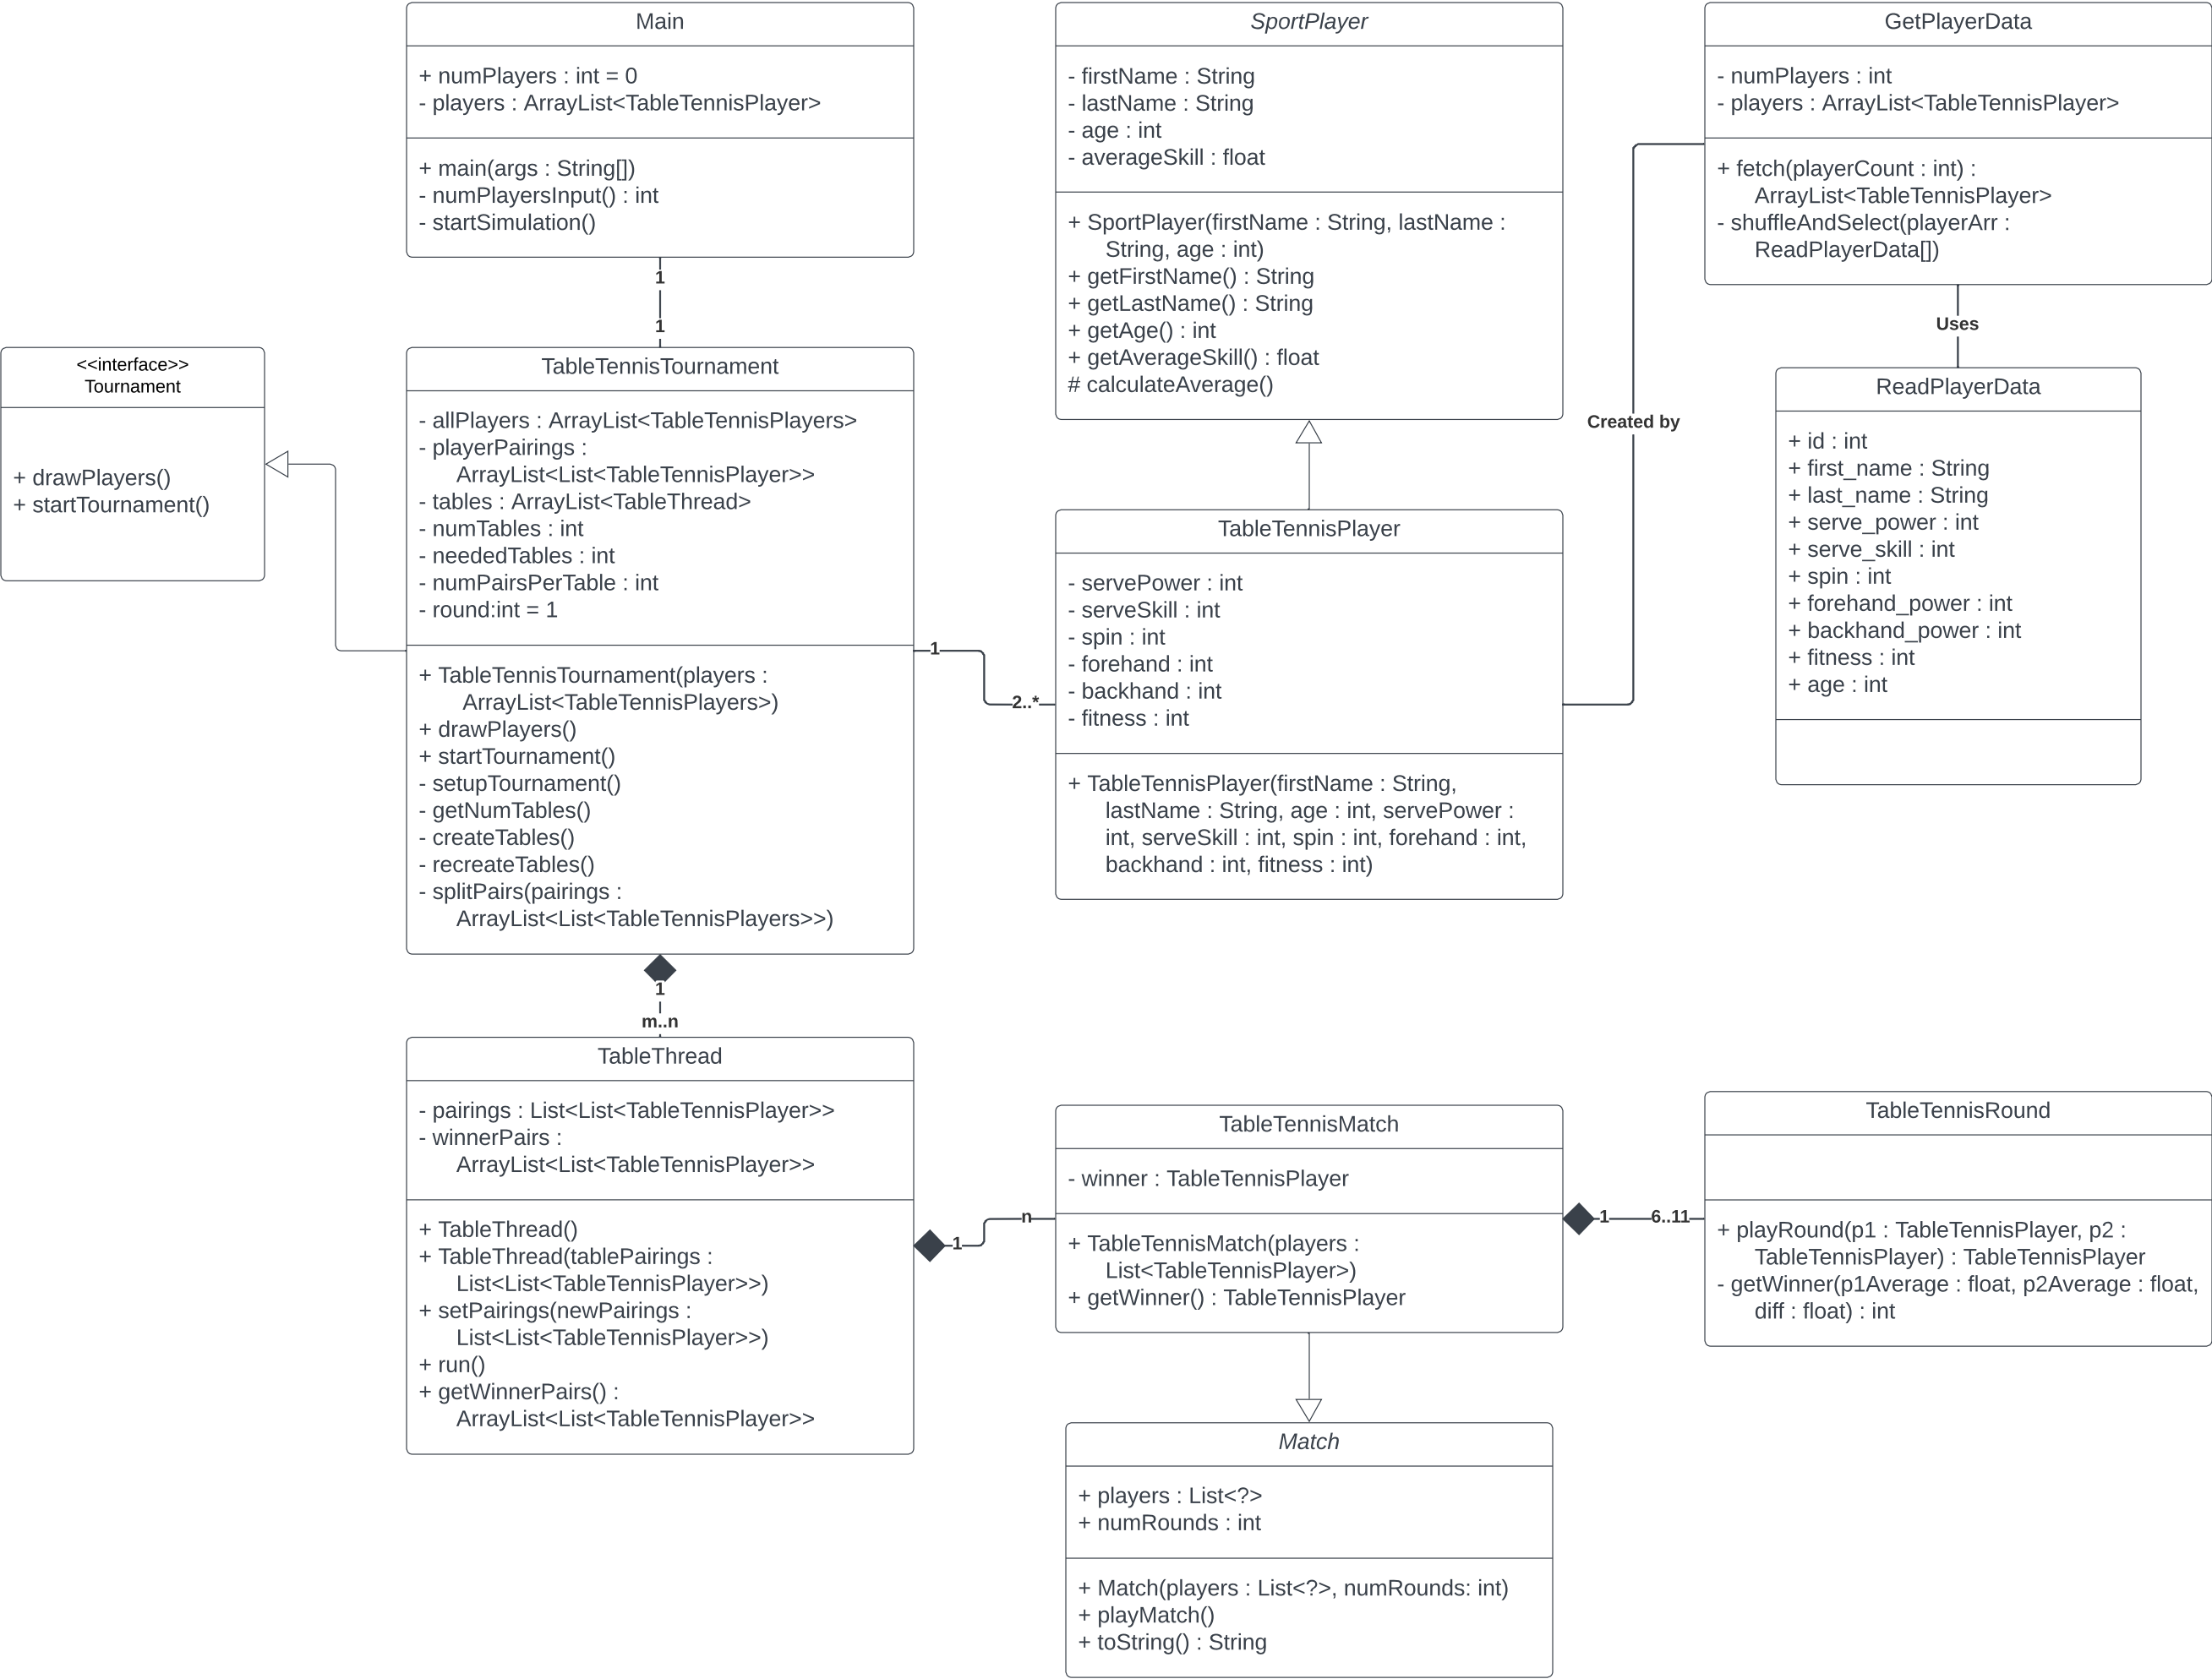 Main
+ numPlayers : int = 0
- players : ArrayList<TableTennisPlayer>
+ main(args : String[])
- numPlayersInput() : int
- startSimulation()
1
1
<<interface>>
Tournament
+ drawPlayers()
+ startTournament()
TableTennisTournament
- allPlayers : ArrayList<TableTennisPlayers>
- playerPairings :
ArrayList<List<TableTennisPlayer>>
- tables : ArrayList<TableThread>
- numTables : int
- neededTables : int
- numPairsPerTable : int
- round:int = 1
+ TableTennisTournament(players :
ArrayList<TableTennisPlayers>)
+ drawPlayers()
+ startTournament()
- setupTournament()
- getNumTables()
- createTables()
- recreateTables()
- splitPairs(pairings :
ArrayList<List<TableTennisPlayers>>)
1
2..*
1
m..n
SportPlayer
- firstName : String
- lastName : String
- age : int
- averageSkill : float
+ SportPlayer(firstName : String, lastName :
String, age : int)
+ getFirstName() : String
+ getLastName() : String
+ getAge() : int
+ getAverageSkill() : float
# calculateAverage()
TableTennisPlayer
- servePower : int
- serveSkill : int
- spin : int
- forehand : int
- backhand : int
- fitness : int
+ TableTennisPlayer(firstName : String,
lastName : String, age : int, servePower :
int, serveSkill : int, spin : int, forehand : int,
backhand : int, fitness : int)
Created by
GetPlayerData
- numPlayers : int
- players : ArrayList<TableTennisPlayer>
+ fetch(playerCount : int) :
ArrayList<TableTennisPlayer>
- shuffleAndSelect(playerArr :
ReadPlayerData[])
Uses
ReadPlayerData
+ id : int
+ first_name : String
+ last_name : String
+ serve_power : int
+ serve_skill : int
+ spin : int
+ forehand_power : int
+ backhand_power : int
+ fitness : int
+ age : int
TableThread
- pairings : List<List<TableTennisPlayer>>
- winnerPairs :
ArrayList<List<TableTennisPlayer>>
+ TableThread()
+ TableThread(tablePairings :
List<List<TableTennisPlayer>>)
+ setPairings(newPairings :
List<List<TableTennisPlayer>>)
+ run()
+ getWinnerPairs() :
ArrayList<List<TableTennisPlayer>>
1
n
TableTennisMatch
- winner : TableTennisPlayer
+ TableTennisMatch(players :
List<TableTennisPlayer>)
+ getWinner() : TableTennisPlayer
1
6..11
TableTennisRound
+ playRound(p1 : TableTennisPlayer, p2 :
TableTennisPlayer) : TableTennisPlayer
- getWinner(p1Average : float, p2Average : float,
diff : float) : int
Match
+ players : List<?>
+ numRounds : int
+ Match(players : List<?>, numRounds: int)
+ playMatch()
+ toString() : String